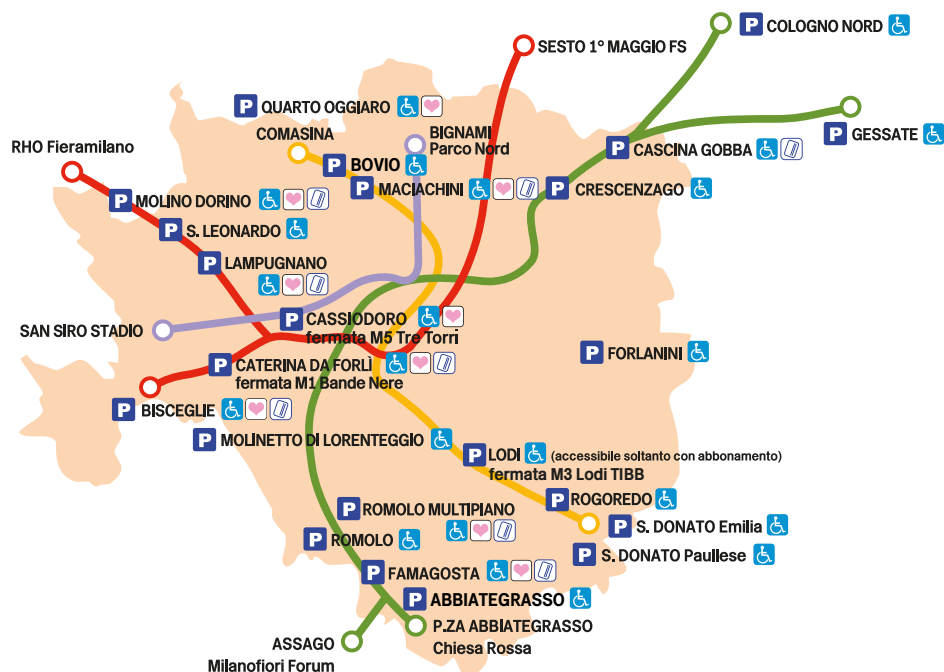 P COLOGNO NORD
SESTO 1° MAGGIO FS
P QUARTO OGGIARO
P GESSATE
COMASINA
BIGNAMI
Parco Nord
RHO Fieramilano
P CASCINA GOBBA
P BOVIO
P MACIACHINI
P CRESCENZAGO
P MOLINO DORINO
P S. LEONARDO
P LAMPUGNANO
SAN SIRO STADIO
P CASSIODORO
fermata M5 Tre Torri
P FORLANINI
P CATERINA DA FORLÌ
fermata M1 Bande Nere
P BISCEGLIE
P MOLINETTO DI LORENTEGGIO
P LODI (accessibile soltanto con abbonamento)
fermata M3 Lodi TIBB
P ROGOREDO
P ROMOLO MULTIPIANO
P S. DONATO Emilia
P ROMOLO
P S. DONATO Paullese
P FAMAGOSTA
P ABBIATEGRASSO
P.ZA ABBIATEGRASSO
Chiesa Rossa
ASSAGO
Milanofiori Forum